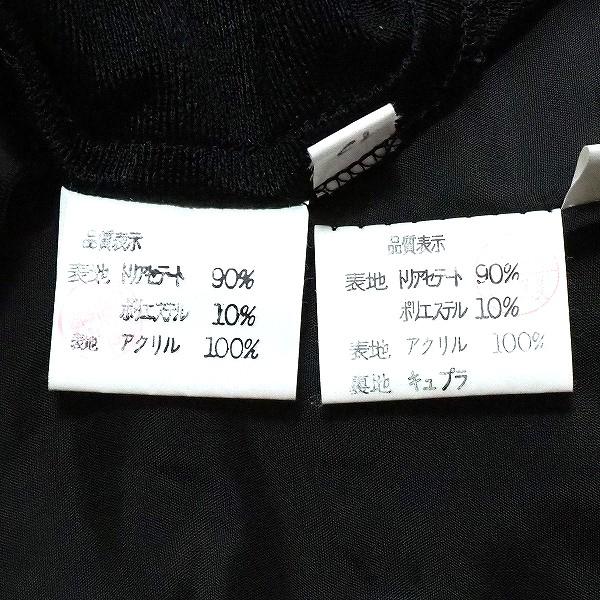 品質表示
表地 トリアセテート 90%
ポリエステル 10%
表地 アクリル 100%
品質表示
表地 トリアセテート 90%
ポリエステル 10%
表地 アクリル 100%
裏地 キュプラ